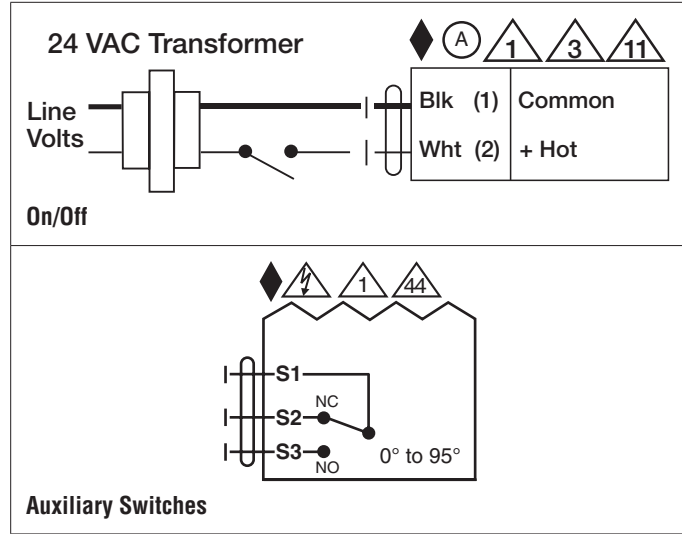 24 VAC Transformer
A 1 3 11
Line Volts
Blk (1) Common
Wht (2) + Hot
On/Off
1 44
S1
NC
S2
S3
NO
0° to 95°
Auxiliary Switches